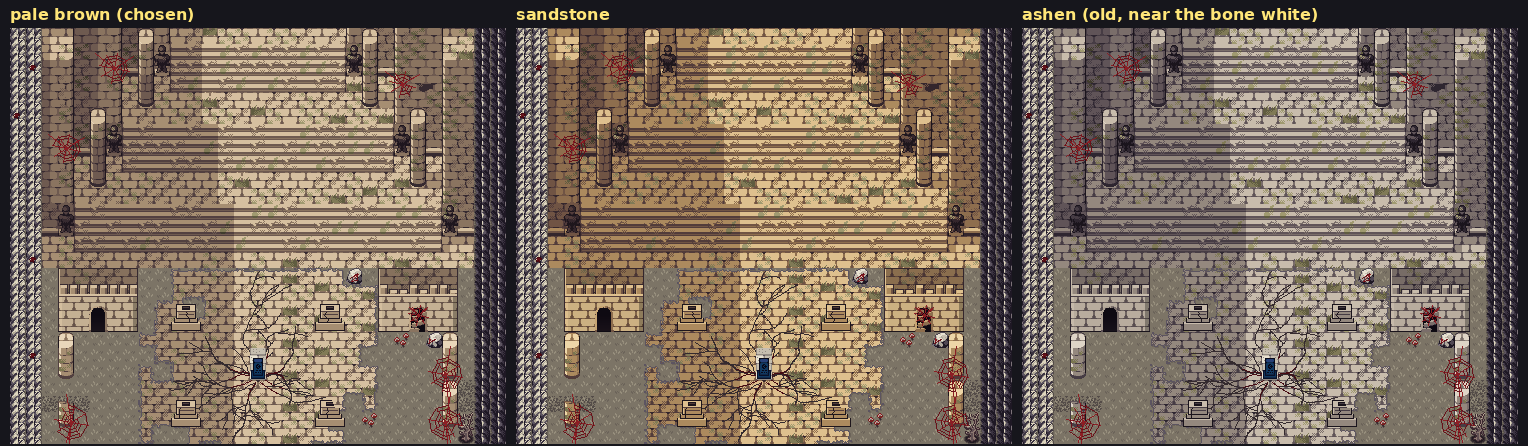 pale brown (chosen)
sandstone
ashen (old, near the bone white)